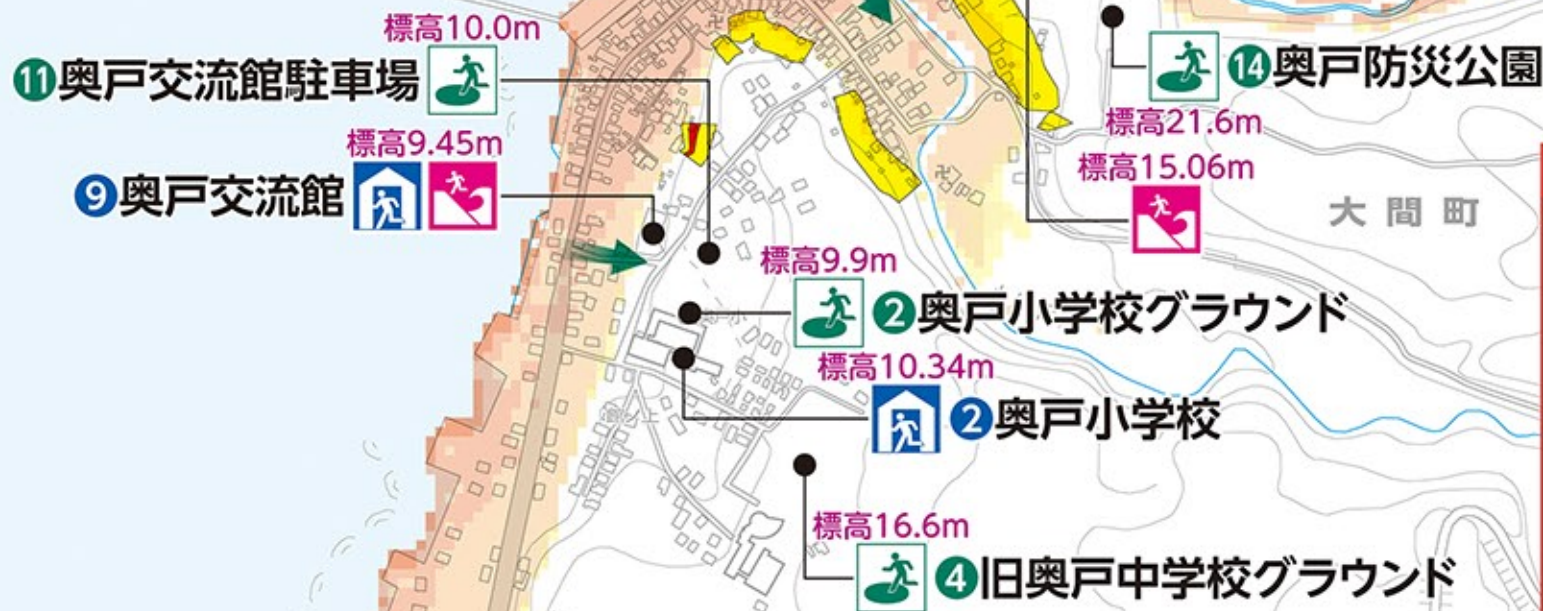 標高10.0m
⑪奥戸交流館駐車場
⑭奥戸防災公園
標高21.6m
標高9.45m
⑨奥戸交流館
標高15.06m
大間町
標高9.9m
②奥戸小学校グラウンド
標高10.34m
②奥戸小学校
標高16.6m
④旧奥戸中学校グラウンド